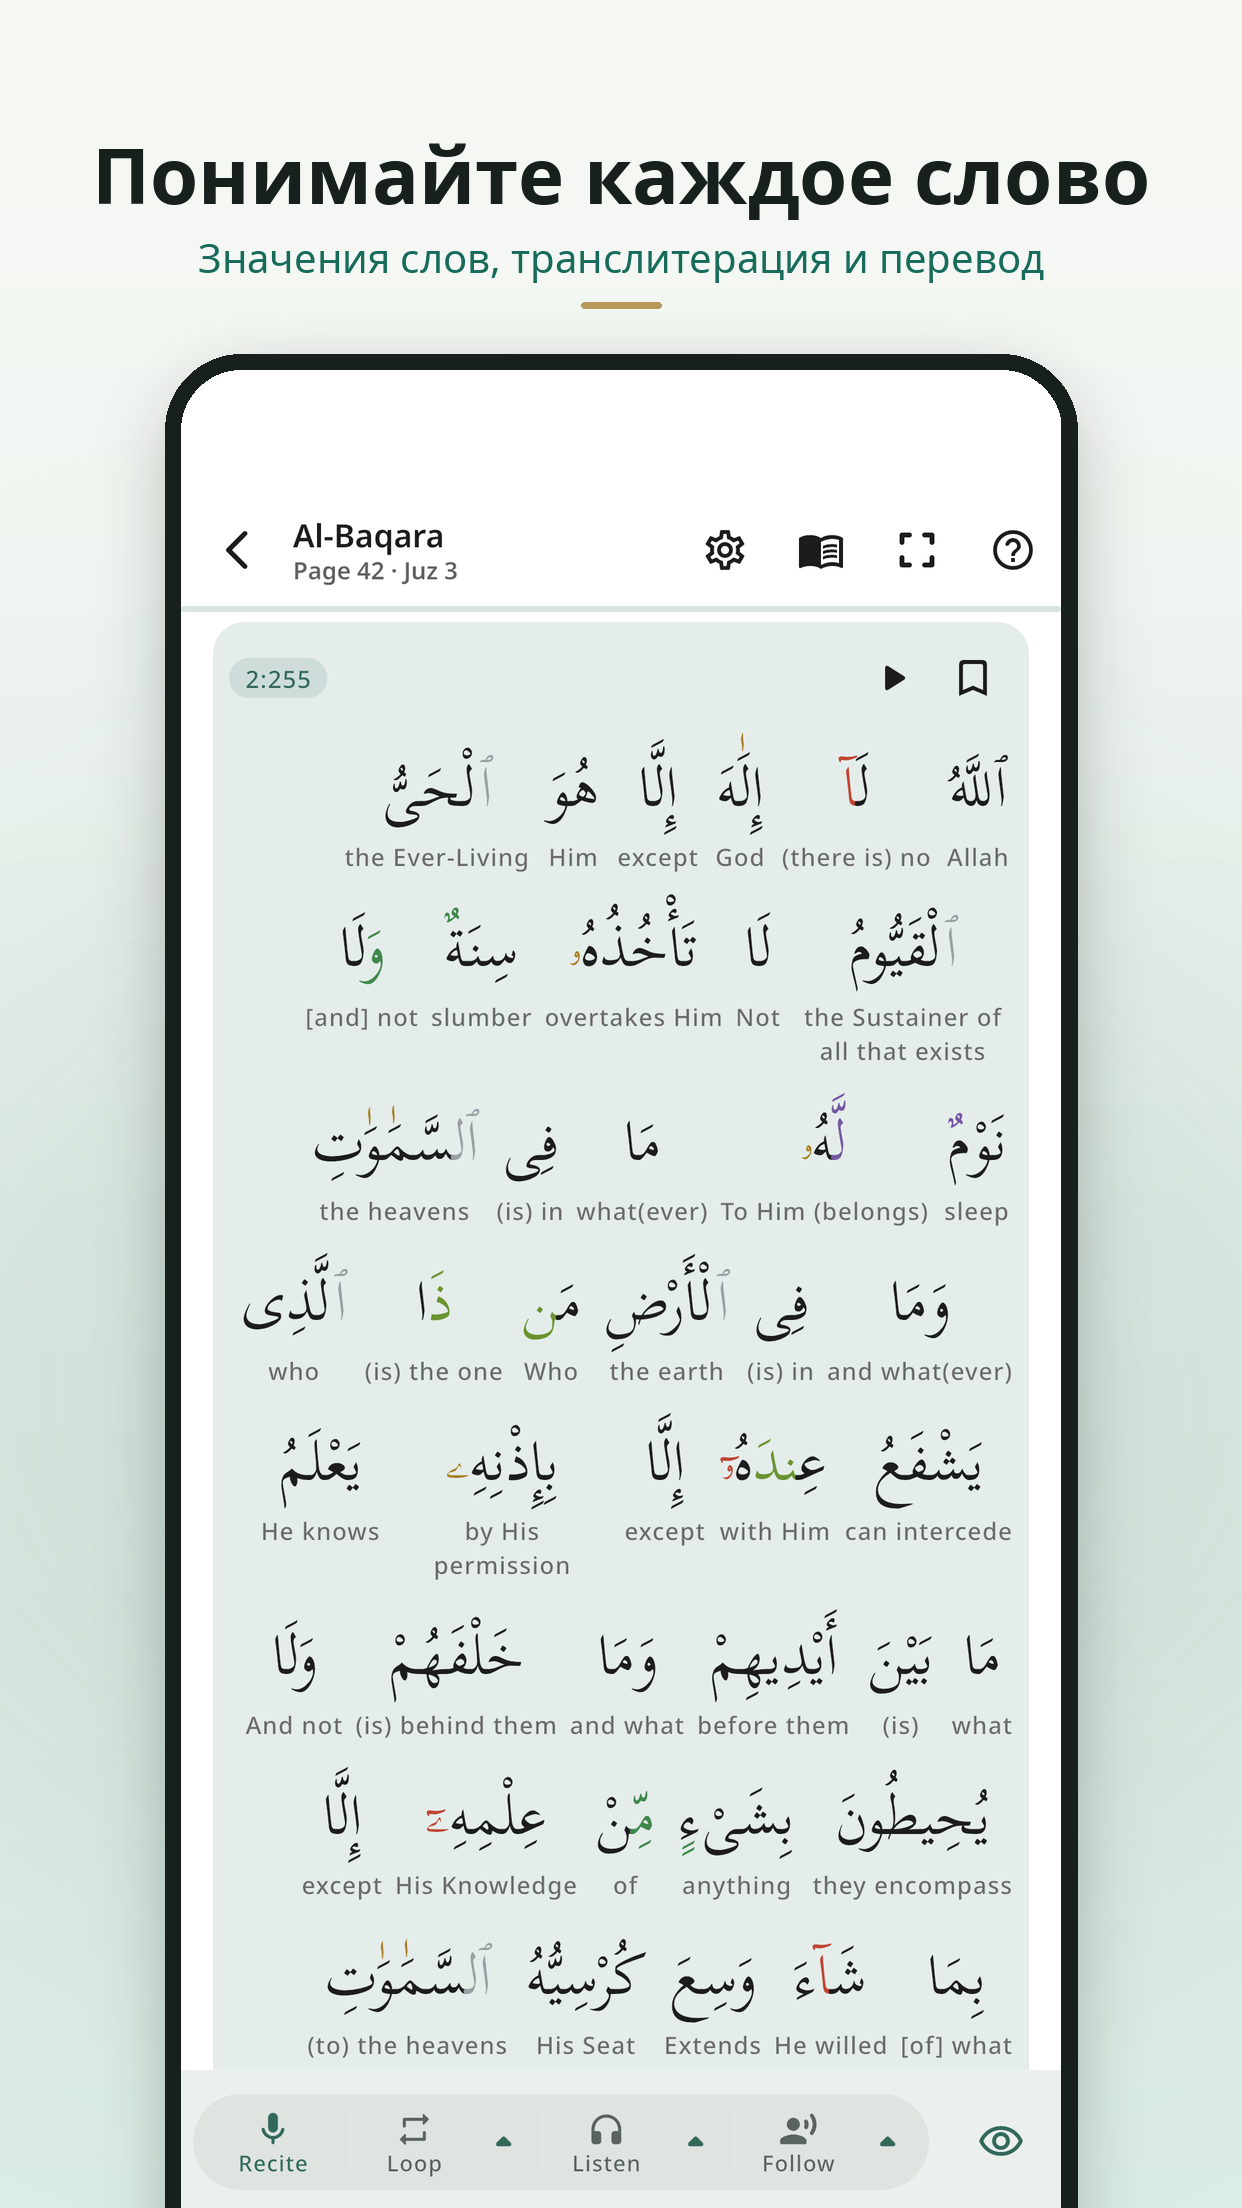 Понимайте каждое слово
Значения слов, транслитерация и перевод
Al-Baqara
Page 42 · Juz 3
2:255
ٱللَّهُ لَآ إِلَٰهَ إِلَّا هُوَ ٱلْحَىُّ
the Ever-Living Him except God (there is) no Allah
ٱلْقَيُّومُ لَا تَأْخُذُهُۥ سِنَةٌ وَلَا
[and] not slumber overtakes Him Not the Sustainer of
all that exists
نَوْمٌ لَّهُۥ مَا فِى ٱلسَّمَٰوَٰتِ
the heavens (is) in what(ever) To Him (belongs) sleep
وَمَا فِى ٱلْأَرْضِ مَن ذَا ٱلَّذِى
who (is) the one Who the earth (is) in and what(ever)
يَشْفَعُ عِندَهُۥٓ إِلَّا بِإِذْنِهِۦ يَعْلَمُ
He knows by His except with Him can intercede
permission
مَا بَيْنَ أَيْدِيهِمْ وَمَا خَلْفَهُمْ وَلَا
And not (is) behind them and what before them (is) what
يُحِيطُونَ بِشَىْءٍ مِّنْ عِلْمِهِۦٓ إِلَّا
except His Knowledge of anything they encompass
بِمَا شَآءَ وَسِعَ كُرْسِيُّهُ ٱلسَّمَٰوَٰتِ
(to) the heavens His Seat Extends He willed [of] what
Recite Loop Listen Follow